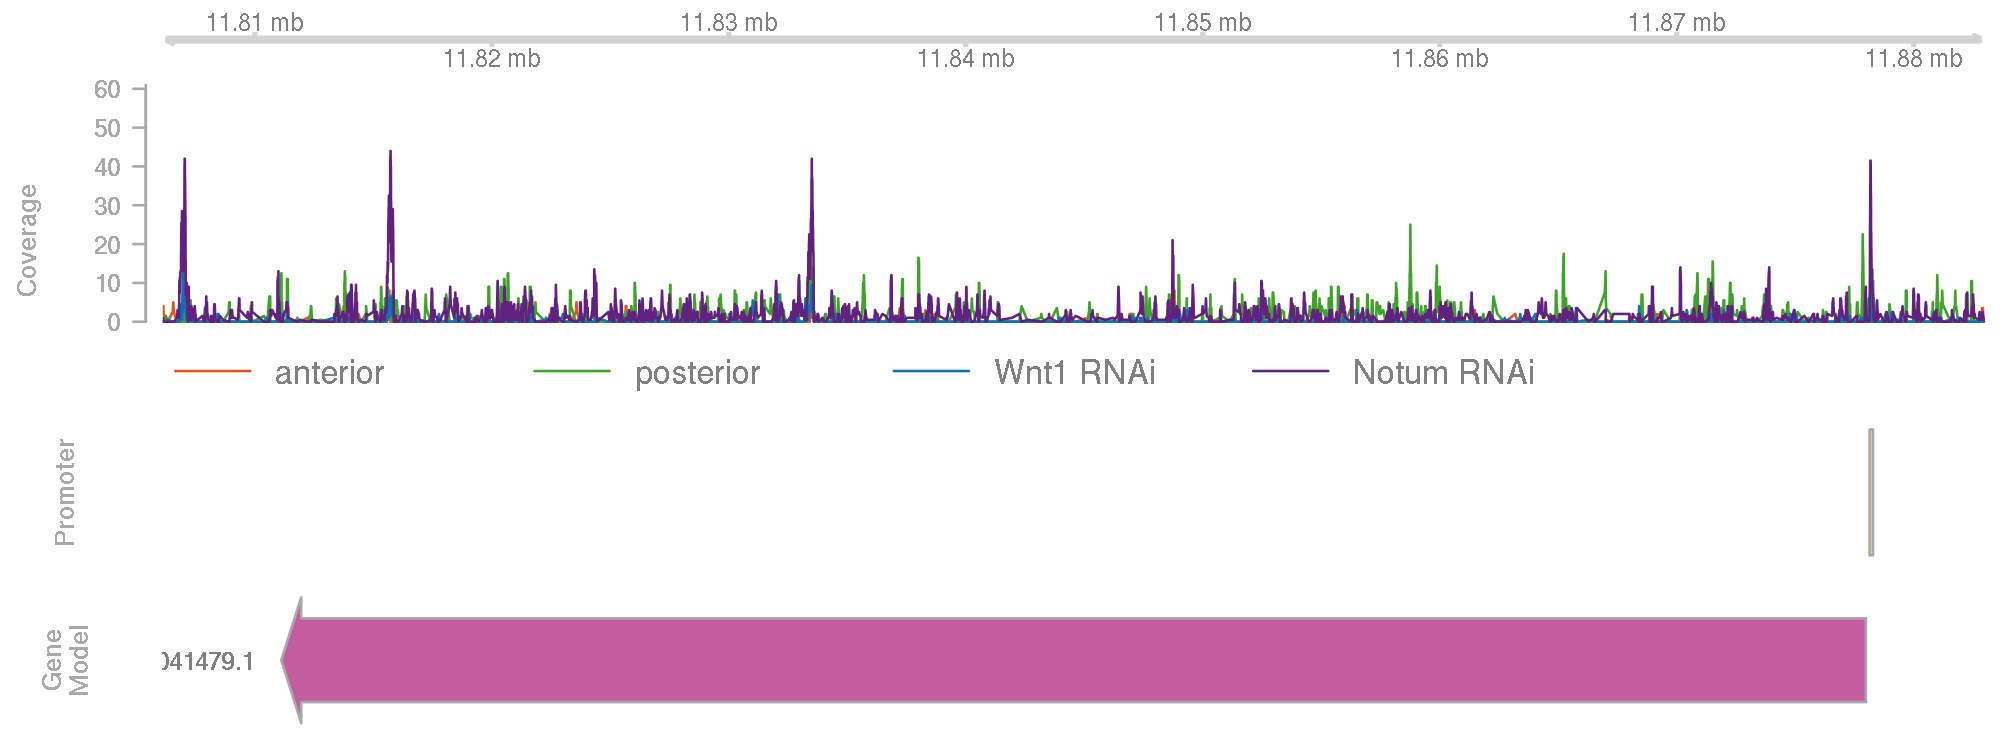 11.81 mb 11.83 mb 11.85 mb 11.87 mb
11.82 mb 11.84 mb 11.86 mb 11.88 mb
60
50
40
30
20
10
0
Coverage
anterior posterior Wnt1 RNAi Notum RNAi
Promoter
Gene
Model
041479.1